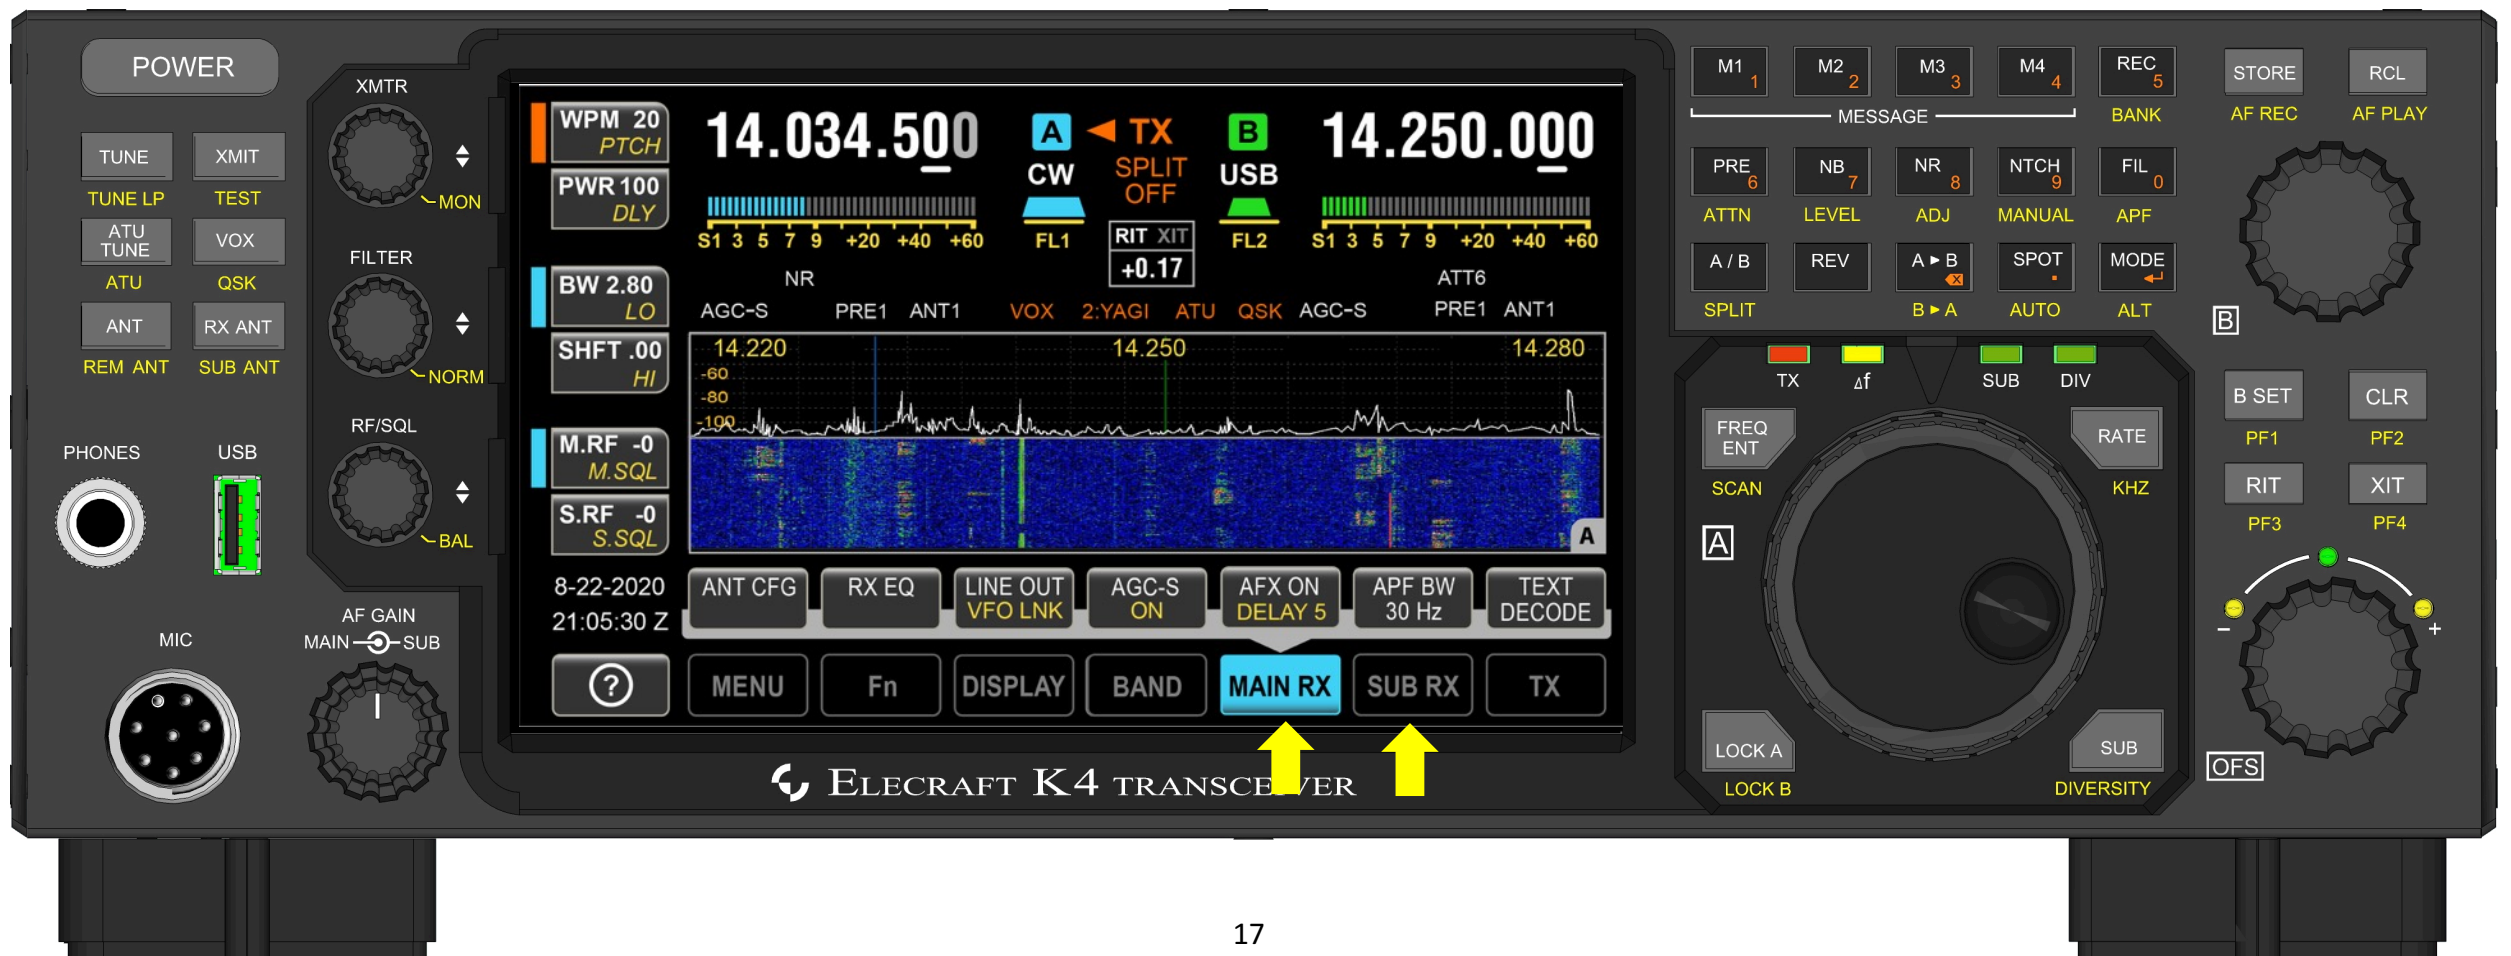 POWER
TUNE
XMIT
TUNE LP
TEST
ATU
TUNE
VOX
ATU
QSK
ANT
RX ANT
REM ANT
SUB ANT
PHONES
USB
MIC
XMTR
MON
FILTER
NORM
RF/SQL
BAL
AF GAIN
MAIN SUB
WPM 20
PTCH
PWR 100
DLY
BW 2.80
LO
SHFT .00
HI
M.RF -0
M.SQL
S.RF -0
S.SQL
8-22-2020
21:05:30 Z
?
14.034.500
A
TX
B
14.250.000
CW
SPLIT
OFF
USB
S1 3 5 7 9 +20 +40 +60
FL1
RIT XIT
+0.17
FL2
S1 3 5 7 9 +20 +40 +60
NR
ATT6
AGC-S
PRE1
ANT1
VOX
2:YAGI
ATU
QSK
AGC-S
PRE1
ANT1
14.220
14.250
14.280
-60
-80
-100
A
ANT CFG
RX EQ
LINE OUT
VFO LNK
AGC-S
ON
AFX ON
DELAY 5
APF BW
30 Hz
TEXT
DECODE
MENU
Fn
DISPLAY
BAND
MAIN RX
SUB RX
TX
ELECRAFT K4 TRANSCEIVER
M1 1
M2 2
M3 3
M4 4
REC 5
MESSAGE
BANK
PRE 6
NB 7
NR 8
NTCH 9
FIL 0
ATTN
LEVEL
ADJ
MANUAL
APF
A / B
REV
A ► B
SPOT .
MODE
SPLIT
B ► A
AUTO
ALT
STORE
RCL
AF REC
AF PLAY
B
TX
Δf
SUB
DIV
FREQ
ENT
RATE
SCAN
KHZ
A
LOCK A
SUB
LOCK B
DIVERSITY
B SET
CLR
PF1
PF2
RIT
XIT
PF3
PF4
− +
OFS
17